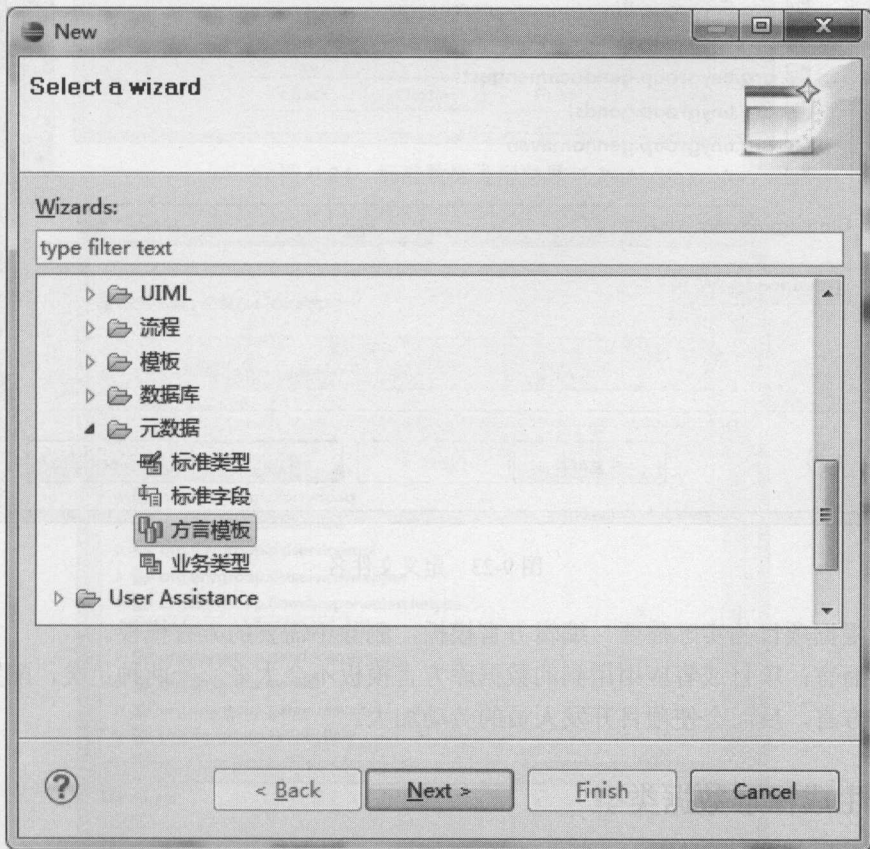 New
Select a wizard
Wizards:
type filter text
UIML
流程
模板
数据库
元数据
标准类型
标准字段
方言模板
业务类型
User Assistance
?
< Back
Next >
Finish
Cancel